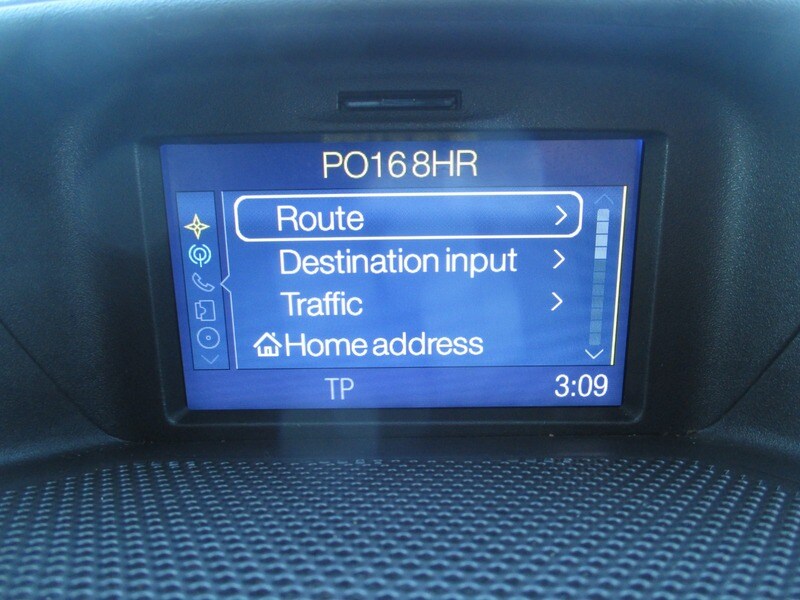 PO16 8HR
Route
Destination input
Traffic
Home address
TP 3:09